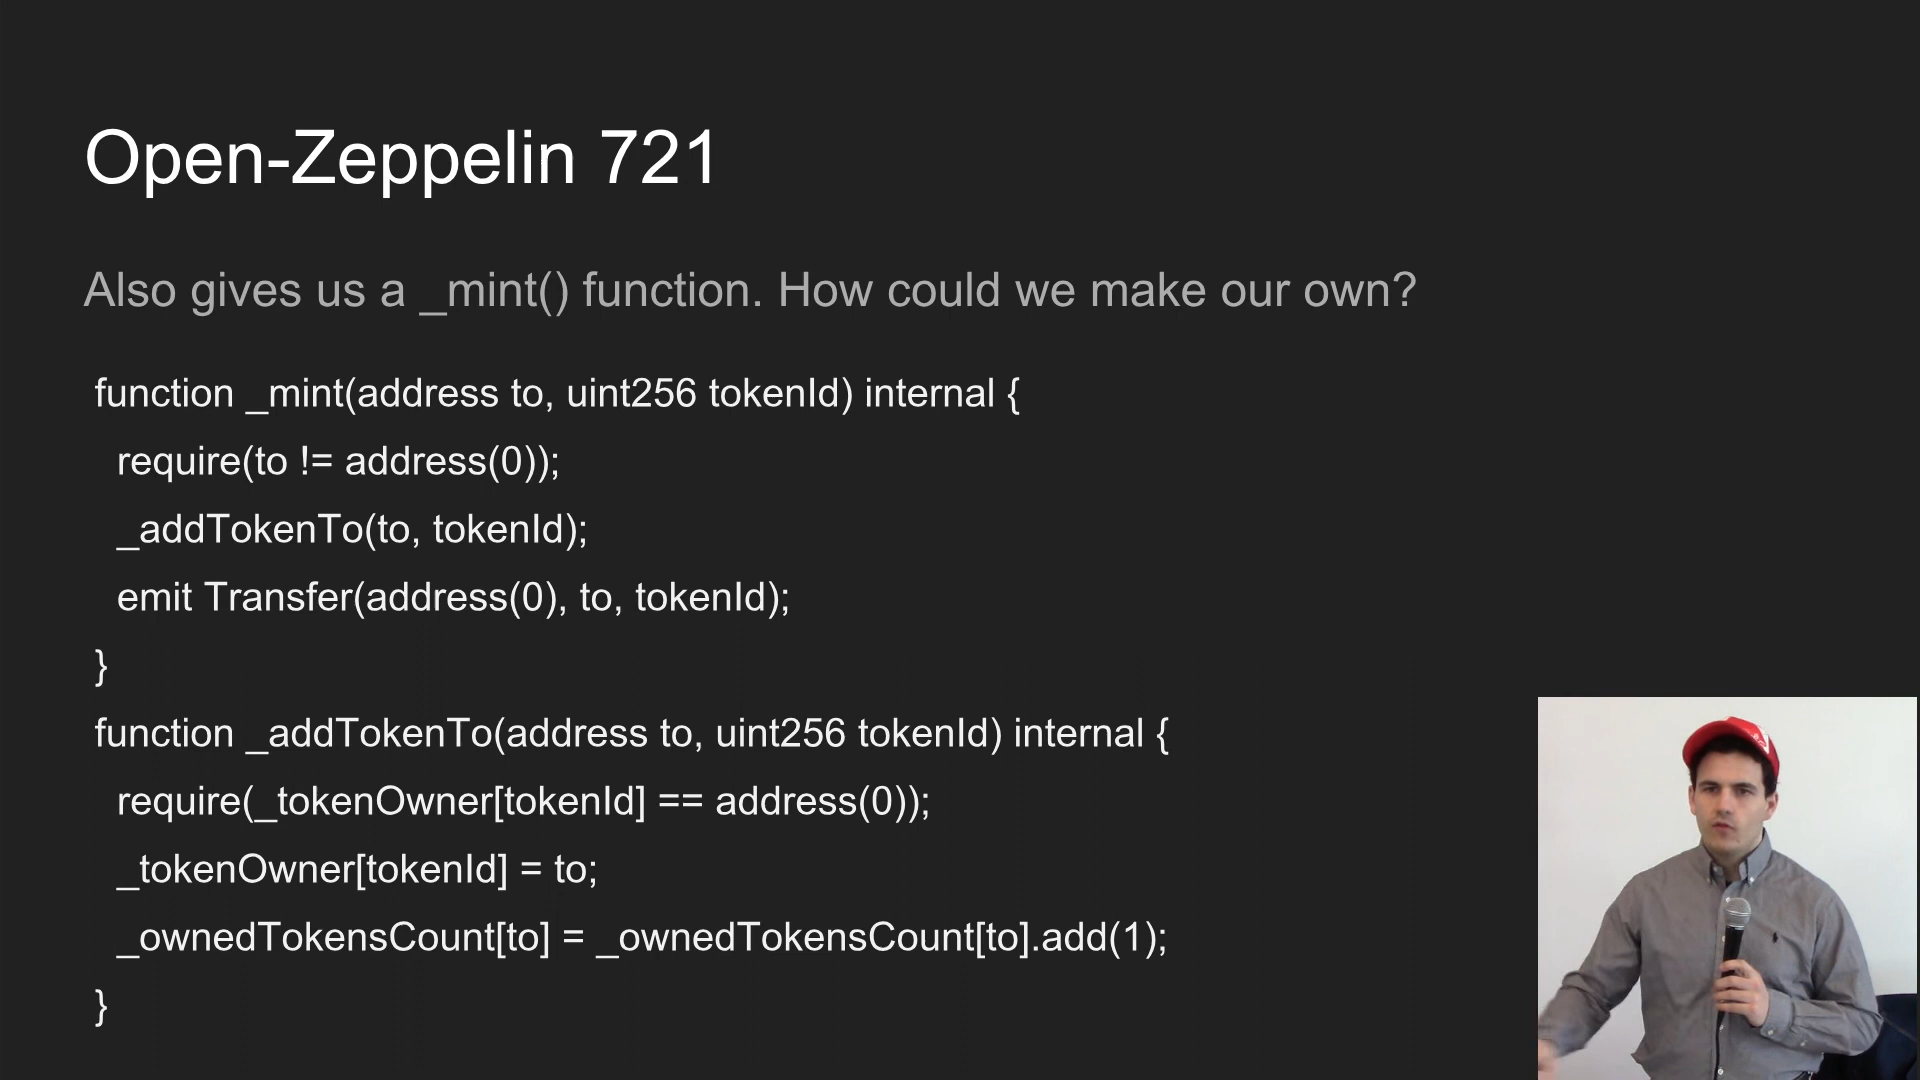 Open-Zeppelin 721
Also gives us a _mint() function. How could we make our own?
function _mint(address to, uint256 tokenId) internal {
require(to != address(0));
_addTokenTo(to, tokenId);
emit Transfer(address(0), to, tokenId);
}
function _addTokenTo(address to, uint256 tokenId) internal {
require(_tokenOwner[tokenId] == address(0));
_tokenOwner[tokenId] = to;
_ownedTokensCount[to] = _ownedTokensCount[to].add(1);
}